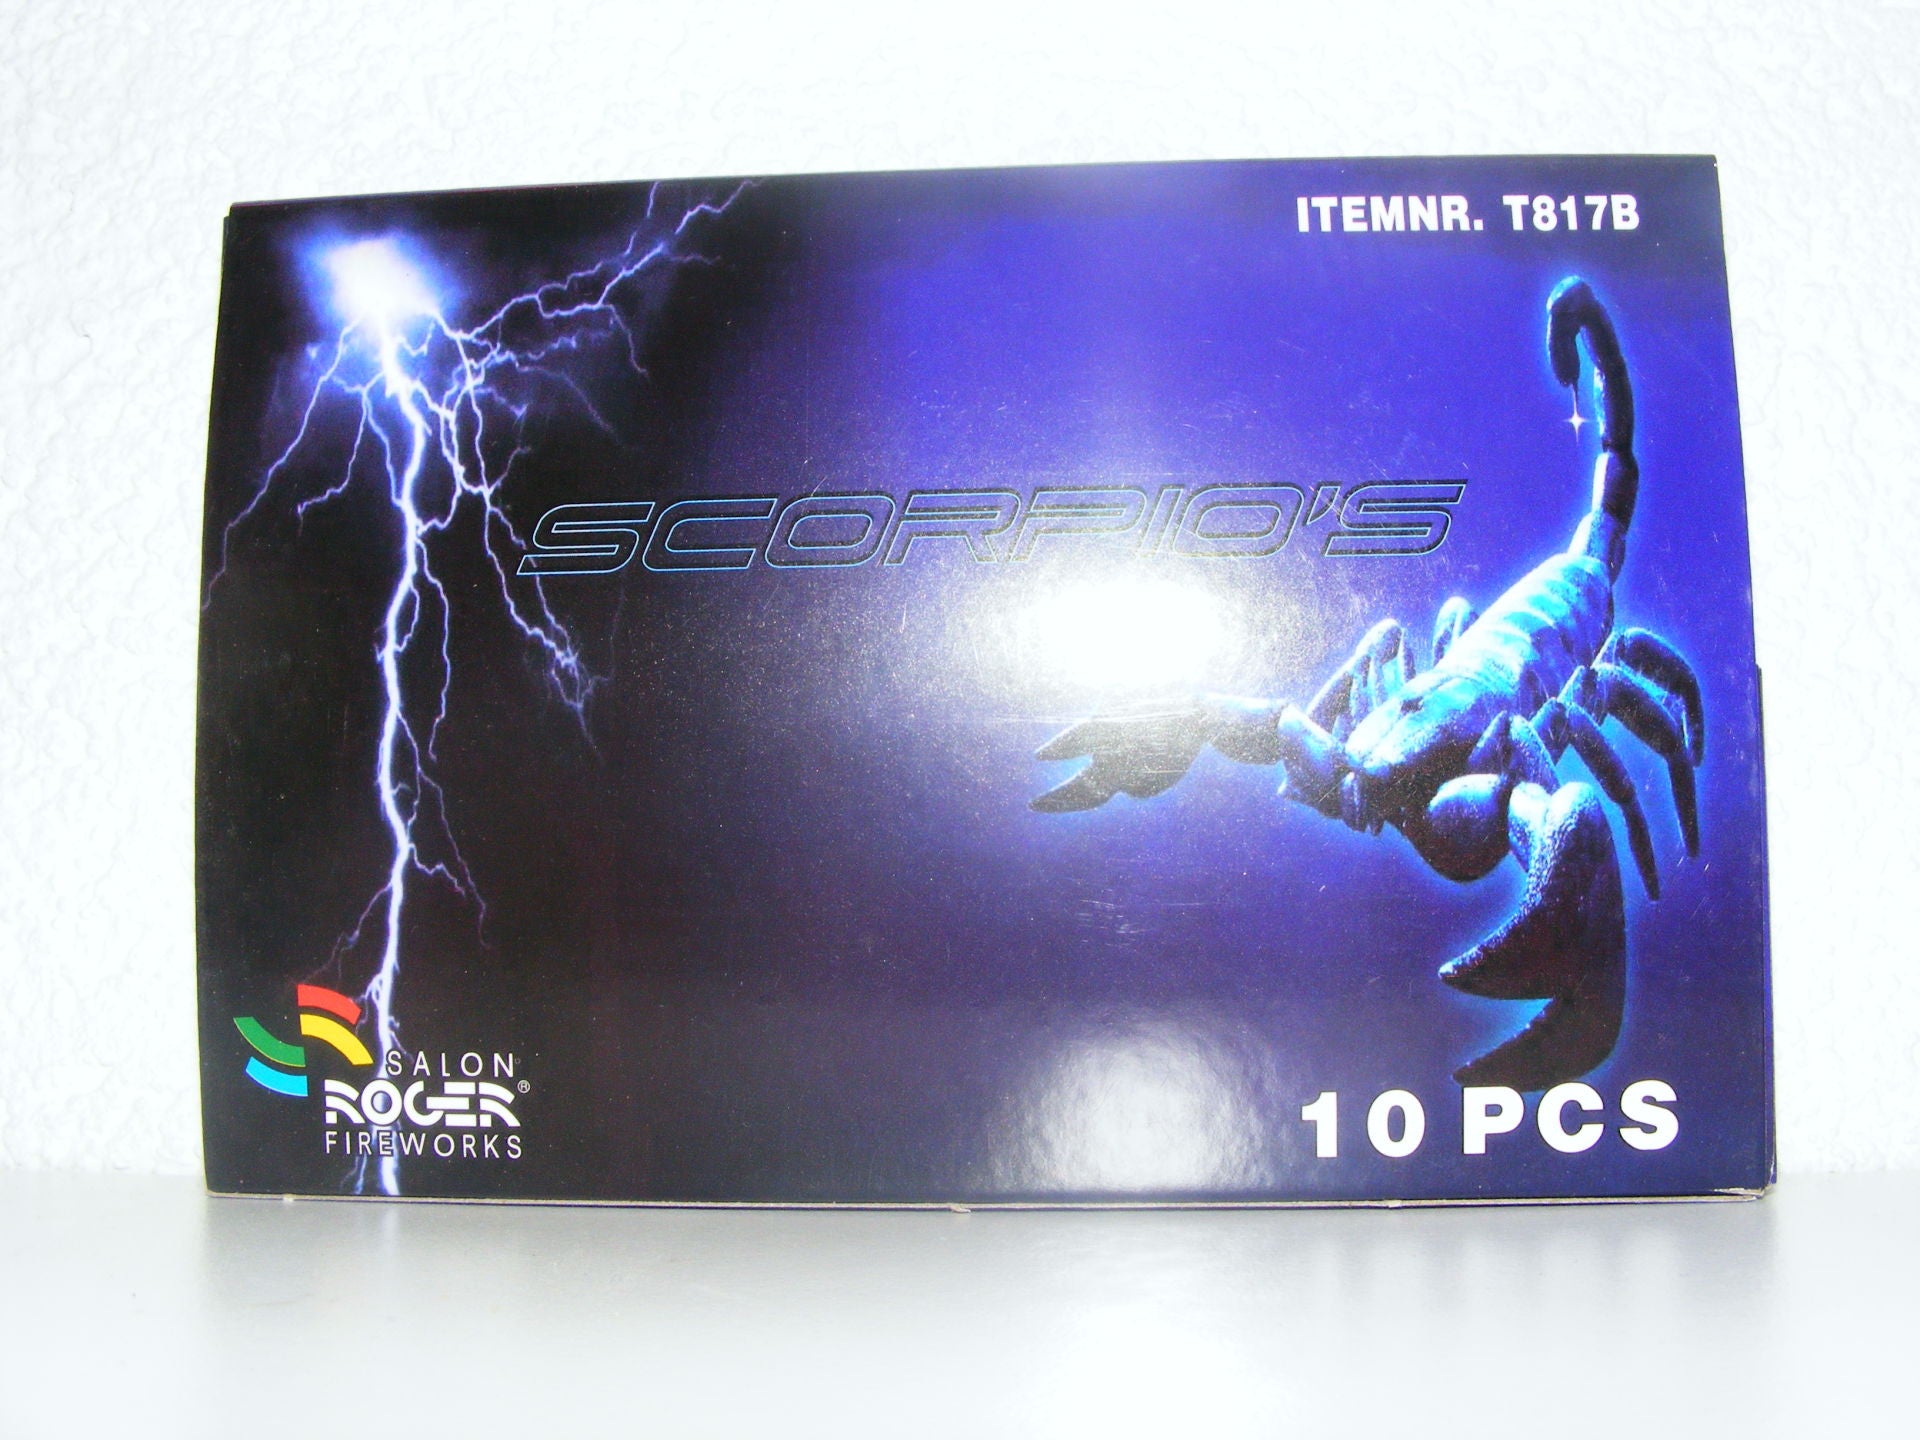 ITEMNR. T817B
SCORPIO'S
SALON
ROGER®
FIREWORKS
10 PCS